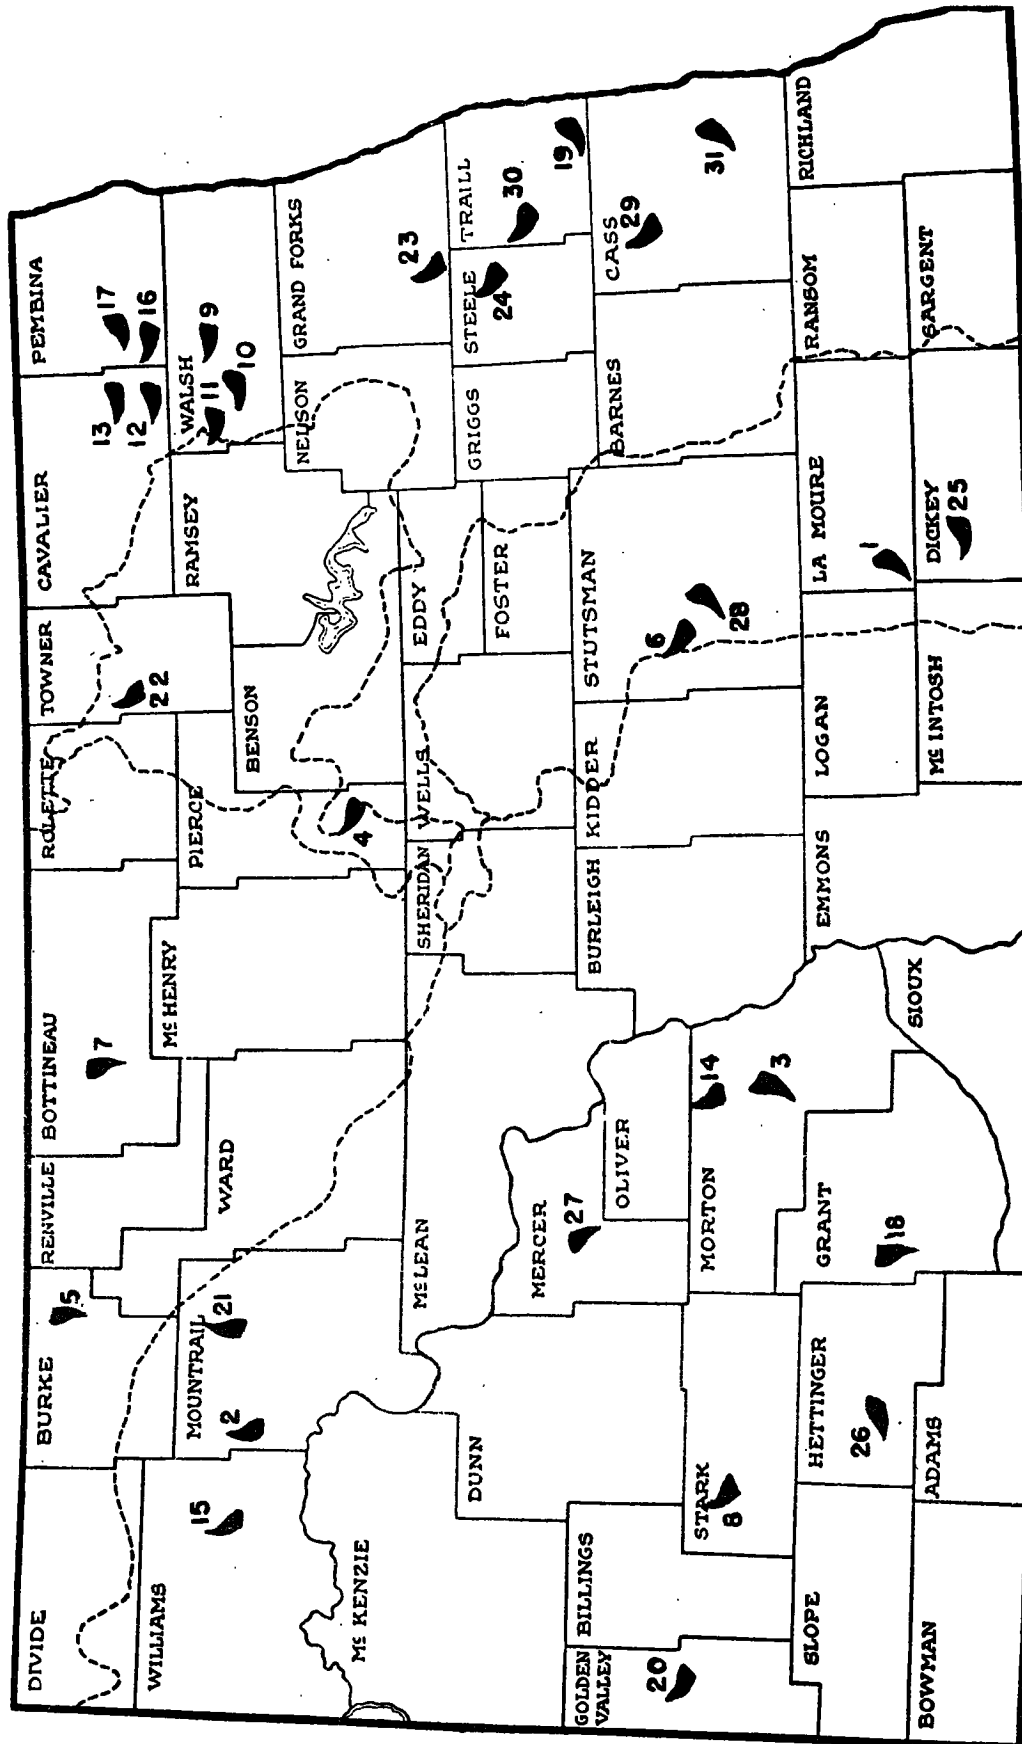 DIVIDE
BURKE
5
RENVILLE
BOTTINEAU
7
ROLETTE
TOWNER
22
CAVALIER
13
12
PEMBINA
17
16
WILLIAMS
15
MOUNTRAIL
2
21
WARD
McHENRY
PIERCE
4
BENSON
RAMSEY
WALSH
11
10
9
NELSON
GRAND FORKS
23
Mc KENZIE
DUNN
McLEAN
MERCER
27
OLIVER
SHERIDAN
WELLS
EDDY
FOSTER
GRIGGS
STEELE
24
TRAILL
30
19
GOLDEN
VALLEY
20
BILLINGS
STARK
8
MORTON
14
3
BURLEIGH
KIDDER
STUTSMAN
6
28
BARNES
CASS
29
31
SLOPE
HETTINGER
26
GRANT
18
SIOUX
EMMONS
LOGAN
LA MOURE
1
RANSOM
RICHLAND
BOWMAN
ADAMS
Mc INTOSH
DICKEY
25
SARGENT